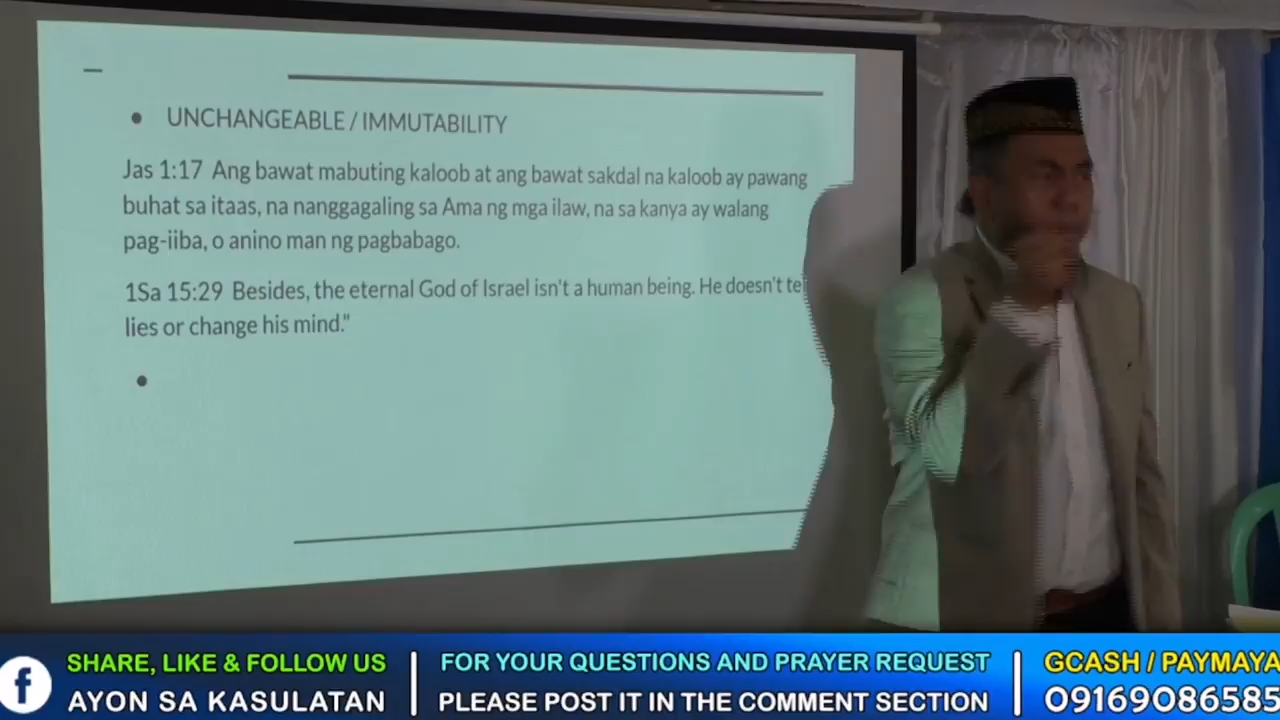 UNCHANGEABLE / IMMUTABILITY
Jas 1:17 Ang bawat mabuting kaloob at ang bawat sakdal na kaloob ay pawang
buhat sa itaas, na nanggagaling sa Ama ng mga ilaw, na sa kanya ay walang
pag-iiba, o anino man ng pagbabago.
1Sa 15:29 Besides, the eternal God of Israel isn't a human being. He doesn't te
lies or change his mind."
SHARE, LIKE & FOLLOW US
AYON SA KASULATAN
FOR YOUR QUESTIONS AND PRAYER REQUEST
PLEASE POST IT IN THE COMMENT SECTION
GCASH / PAYMAYA
09169086585